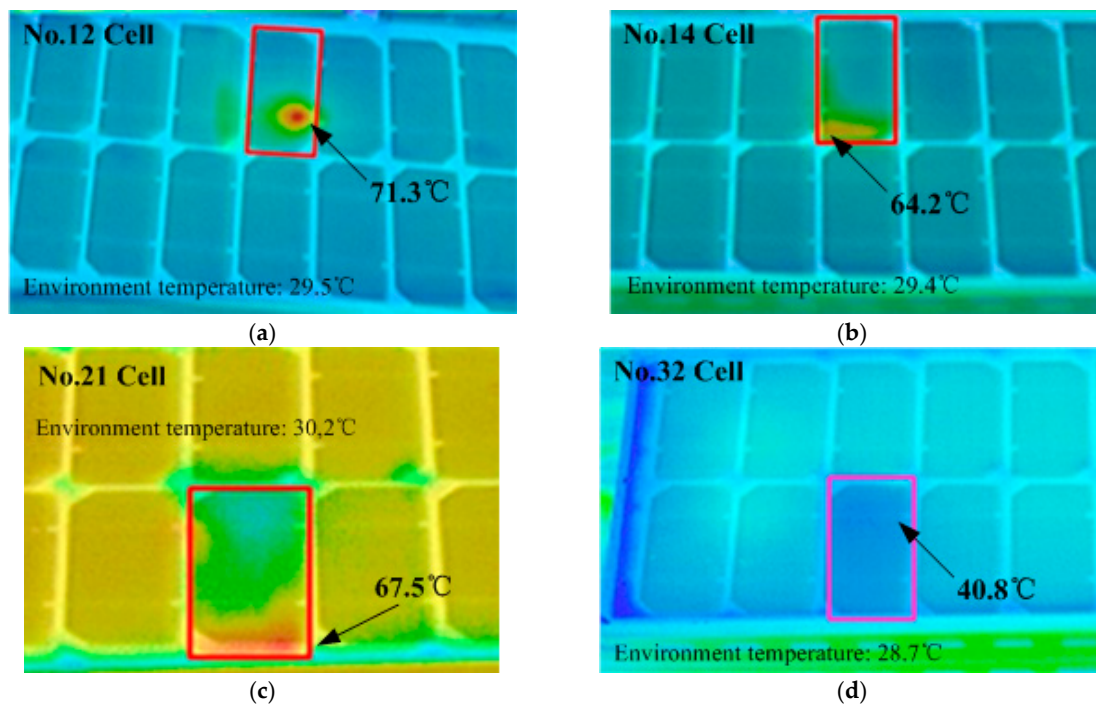 No.12 Cell
71.3℃
Environment temperature: 29.5℃
(a)
No.14 Cell
64.2℃
Environment temperature: 29.4℃
(b)
No.21 Cell
Environment temperature: 30,2℃
67.5℃
(c)
No.32 Cell
40.8℃
Environment temperature: 28.7℃
(d)